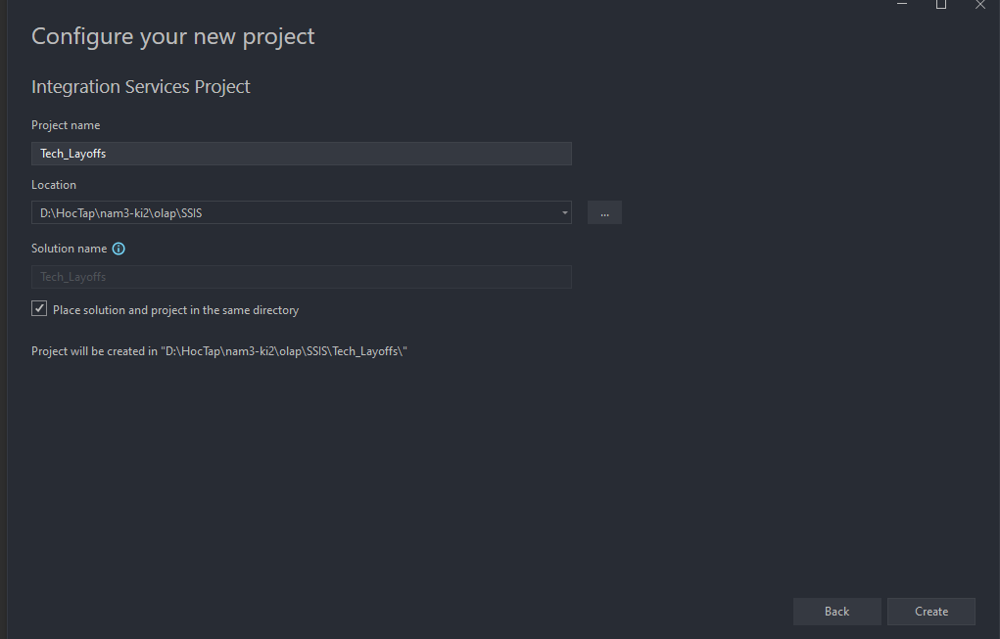 Configure your new project
Integration Services Project
Project name
Tech_Layoffs
Location
D:\HocTap\nam3-ki2\olap\SSIS
...
Solution name
Tech_Layoffs
Place solution and project in the same directory
Project will be created in "D:\HocTap\nam3-ki2\olap\SSIS\Tech_Layoffs\"
Back
Create